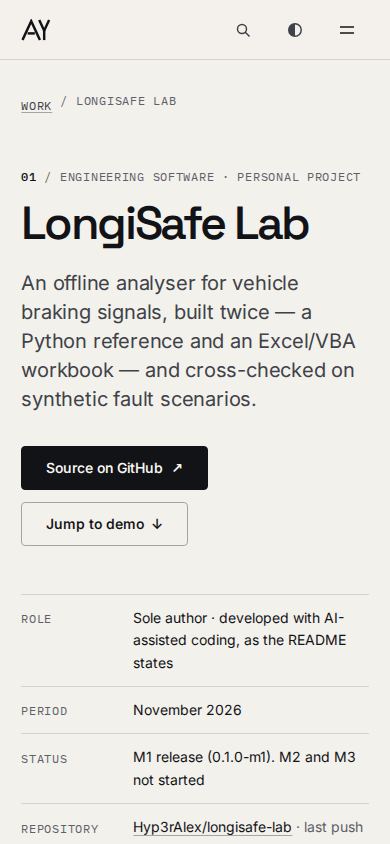 AY
WORK / LONGISAFE LAB
01 / ENGINEERING SOFTWARE · PERSONAL PROJECT
LongiSafe Lab
An offline analyser for vehicle
braking signals, built twice — a
Python reference and an Excel/VBA
workbook — and cross-checked on
synthetic fault scenarios.
Source on GitHub ↗
Jump to demo ↓
ROLE Sole author · developed with AI-
assisted coding, as the README
states
PERIOD November 2026
STATUS M1 release (0.1.0-m1). M2 and M3
not started
REPOSITORY Hyp3rAlex/longisafe-lab · last push